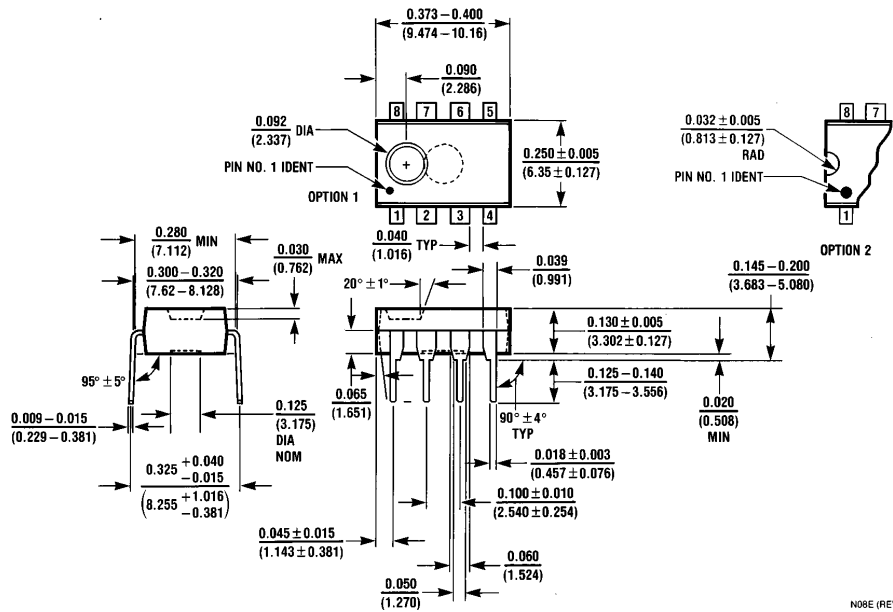 0.373 – 0.400
(9.474 – 10.16)
0.090
(2.286)
8 7 6 5
0.092 DIA
(2.337)
PIN NO. 1 IDENT
OPTION 1
1 2 3 4
0.250 ± 0.005
(6.35 ± 0.127)
0.032 ± 0.005
(0.813 ± 0.127)
RAD
PIN NO. 1 IDENT
8 7
1
OPTION 2
0.280 MIN
(7.112)
0.300 – 0.320
(7.62 – 8.128)
0.030 MAX
(0.762)
0.040 TYP
(1.016)
0.039
(0.991)
20° ± 1°
0.145 – 0.200
(3.683 – 5.080)
0.130 ± 0.005
(3.302 ± 0.127)
0.125 – 0.140
(3.175 – 3.556)
0.020
(0.508)
MIN
95° ± 5°
0.009 – 0.015
(0.229 – 0.381)
0.125
(3.175)
DIA
NOM
0.065
(1.651)
90° ± 4°
TYP
0.325 +0.040
−0.015
(8.255 +1.016
−0.381)
0.018 ± 0.003
(0.457 ± 0.076)
0.100 ± 0.010
(2.540 ± 0.254)
0.045 ± 0.015
(1.143 ± 0.381)
0.060
(1.524)
0.050
(1.270)
N08E (RE